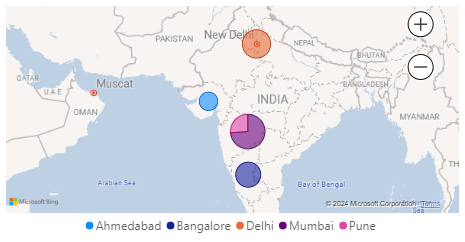 New Delhi
PAKISTAN
NEPAL
BHUTAN
QATAR
U.A.E
Muscat
BANGLADESH
OMAN
INDIA
MYANMAR
TH
Arabian Sea
Bay of Bengal
Microsoft Bing
© 2024 Microsoft Corporation Terms
Ahmedabad Bangalore Delhi Mumbai Pune